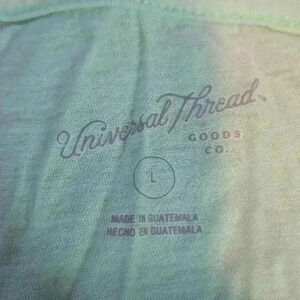 Universal Thread
GOODS
CO.
L
MADE IN GUATEMALA
HECHO EN GUATEMALA